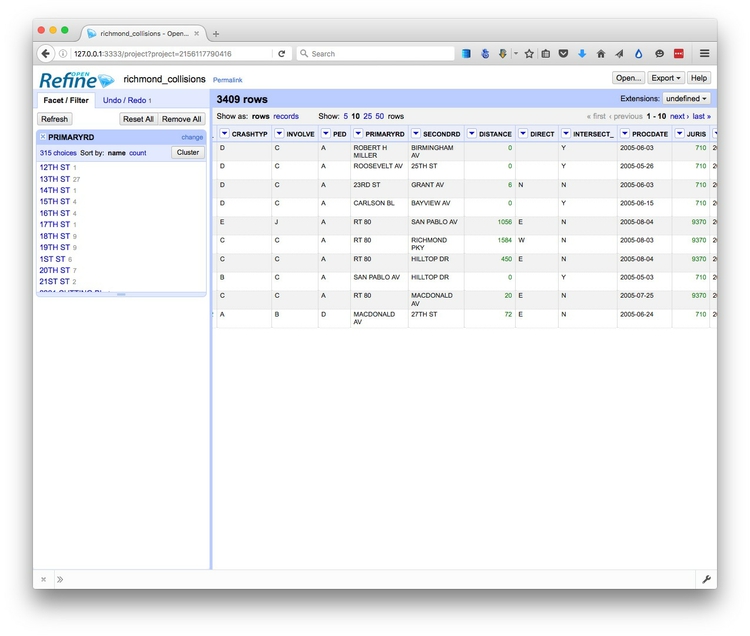 richmond_collisions - Open...
127.0.0.1:3333/project?project=2156117790416
Search
OPEN
Refine
richmond_collisions
Permalink
Open...
Export
Help
Facet / Filter
Undo / Redo 1
3409 rows
Extensions: undefined
Refresh
Reset All
Remove All
Show as: rows records
Show: 5 10 25 50 rows
« first ‹ previous 1 - 10 next › last »
PRIMARYRD
change
315 choices Sort by: name count
Cluster
12TH ST 1
13TH ST 27
14TH ST 1
15TH ST 4
16TH ST 4
17TH ST 1
18TH ST 9
19TH ST 9
1ST ST 6
20TH ST 7
21ST ST 2
CRASHTYP INVOLVE PED PRIMARYRD SECONDRD DISTANCE DIRECT INTERSECT_ PROCDATE JURIS
D C A ROBERT H BIRMINGHAM 0 Y 2005-06-03 710
MILLER AV
D C A ROOSEVELT AV 25TH ST 0 Y 2005-05-26 710
D C A 23RD ST GRANT AV 6 N N 2005-06-03 710
D C A CARLSON BL BAYVIEW AV 0 Y 2005-06-15 710
E J A RT 80 SAN PABLO AV 1056 E N 2005-08-04 9370
C C A RT 80 RICHMOND 1584 W N 2005-08-03 9370
PKY
C C A RT 80 HILLTOP DR 450 E N 2005-08-04 9370
B C A SAN PABLO AV HILLTOP DR 0 Y 2005-05-03 710
C C A RT 80 MACDONALD 20 E N 2005-07-25 9370
AV
A B D MACDONALD 27TH ST 72 E N 2005-06-24 710
AV